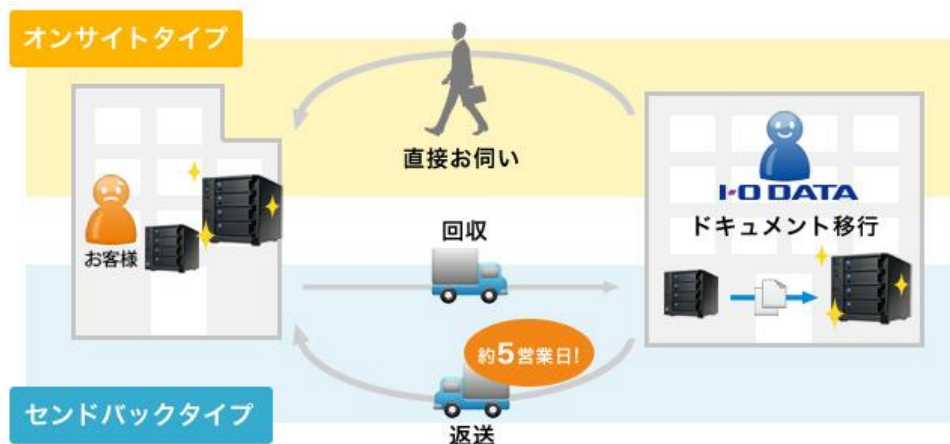 オンサイトタイプ
直接お伺い
お客様
I-O DATA
ドキュメント移行
回収
約5営業日!
返送
センドバックタイプ